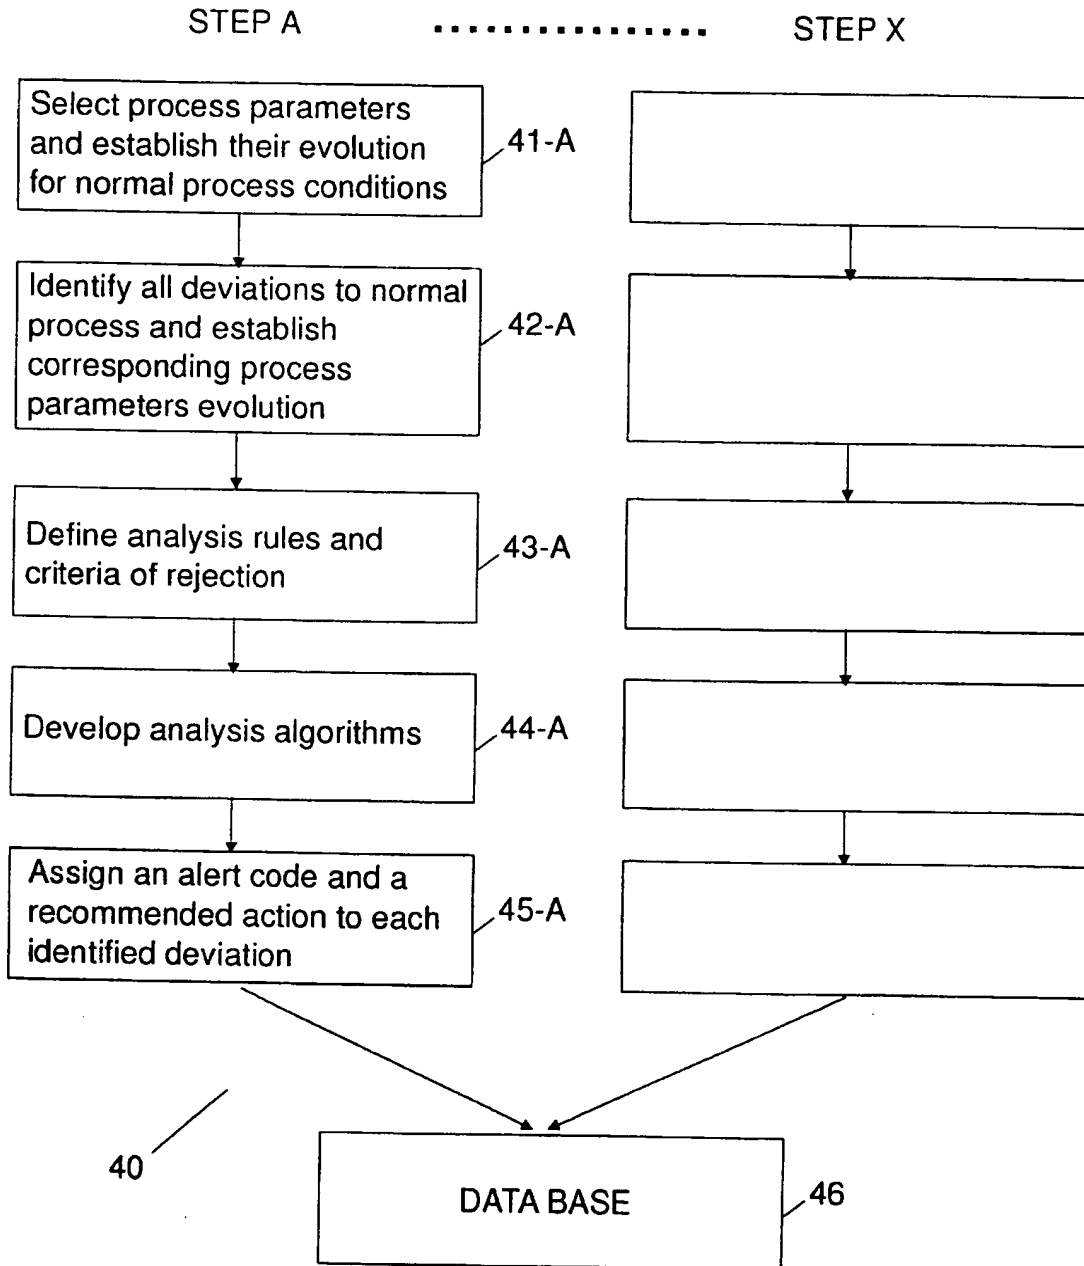 STEP A ............... STEP X
Select process parameters
and establish their evolution
for normal process conditions
41-A
Identify all deviations to normal
process and establish
corresponding process
parameters evolution
42-A
Define analysis rules and
criteria of rejection
43-A
Develop analysis algorithms
44-A
Assign an alert code and a
recommended action to each
identified deviation
45-A
40
DATA BASE
46